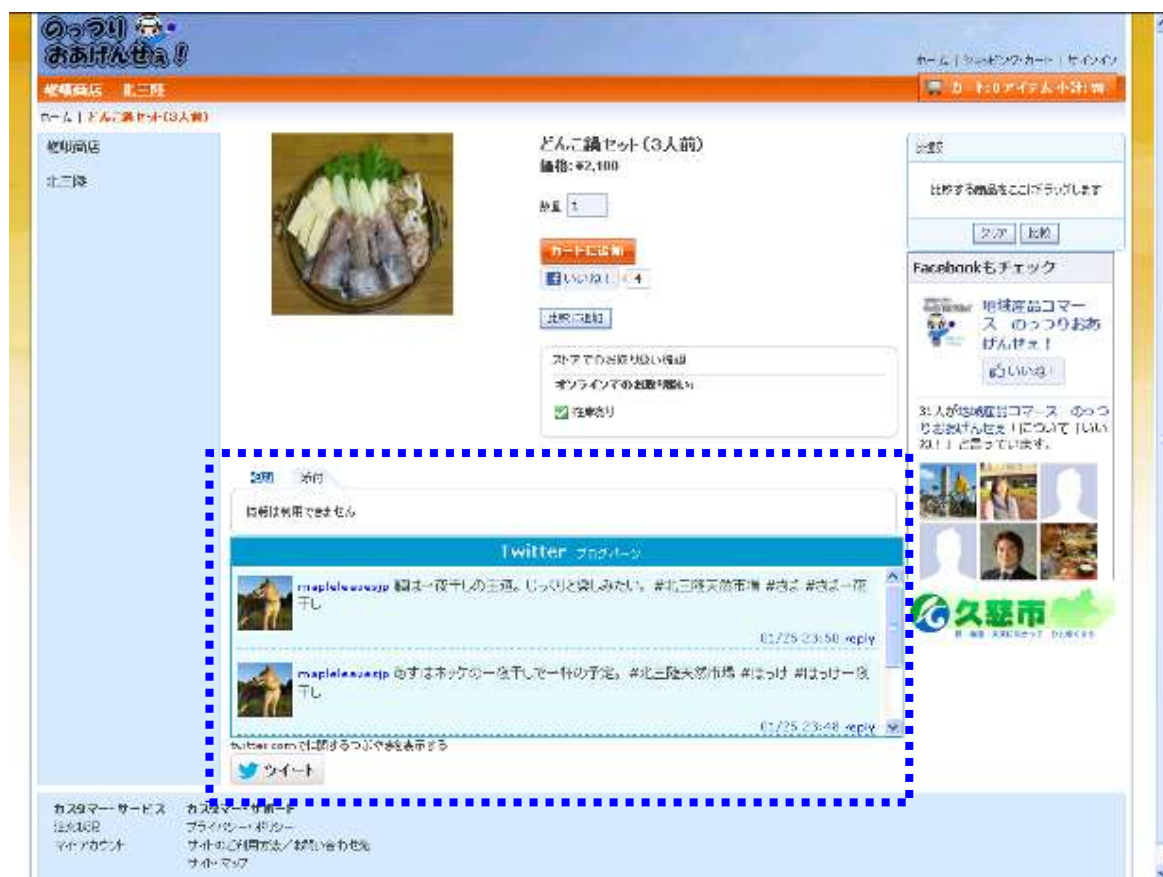 のっつり
おあげんせぇ!
ホーム | ショッピング・カート | サインイン
北三陸
カート: 0 アイテム 小計: ¥0
ホーム | どんこ鍋セット(3人前)
北三陸
どんこ鍋セット(3人前)
価格: ¥2,100
数量 1
カートに追加
いいね! 4
比較に追加
ストアでのお取り扱い確認
オンラインでのお取り扱い:
在庫あり
比較
比較する商品をここにドラッグします
クリア 比較
Facebookもチェック
地域産品コマー
ス のっつりおあ
げんせぇ!
いいね!
31人が地域産品コマース のっつ
りおあげんせぇ!について「いい
ね!」と言っています。
久慈市
説明 添付
情報は利用できません
Twitter ブログパーツ
mapleleavesjp 鯖は一夜干しの王道。じっくりと楽しみたい。 #北三陸天然市場 #さば #さば一夜
干し
01/25 23:50 reply
mapleleavesjp あすはホッケの一夜干しで一杯の予定。 #北三陸天然市場 #ほっけ #ほっけ一夜
干し
01/25 23:48 reply
twitter.comでに関するつぶやきを表示する
ツイート
カスタマー・サービス カスタマー・サポート
プライバシー・ポリシー
マイ・アカウント サイトのご利用方法/お問い合わせ先
サイト・マップ